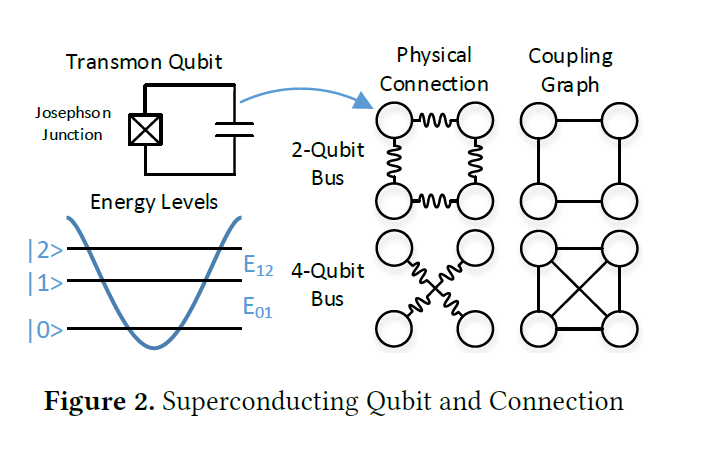 Transmon Qubit
Josephson
Junction
Energy Levels
|2>
|1>
|0>
E12
E01
Physical
Connection
Coupling
Graph
2-Qubit
Bus
4-Qubit
Bus
Figure 2. Superconducting Qubit and Connection